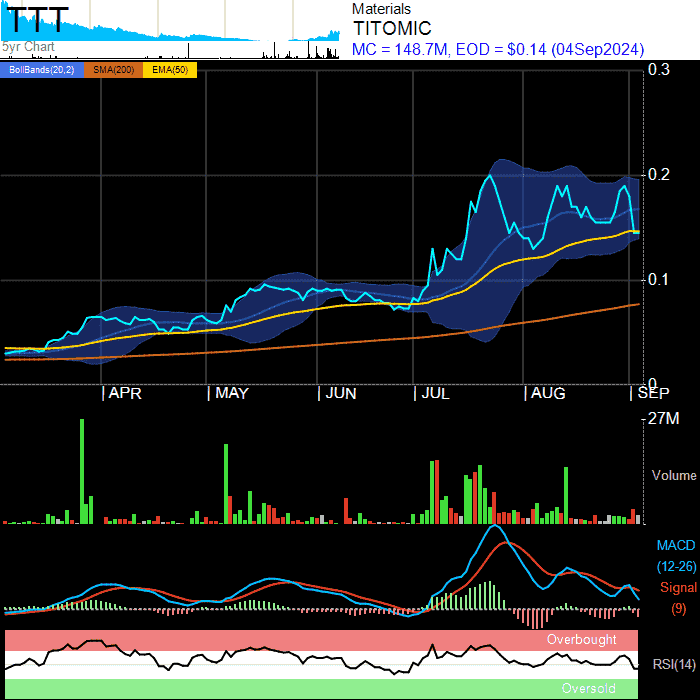 TTT
5yr Chart
Materials
TITOMIC
MC = 148.7M, EOD = $0.14 (04Sep2024)
BollBands(20,2) SMA(200) EMA(50)
0.3
0.2
0.1
0
APR MAY JUN JUL AUG SEP
27M
Volume
MACD
(12-26)
Signal
(9)
Overbought
RSI(14)
Oversold